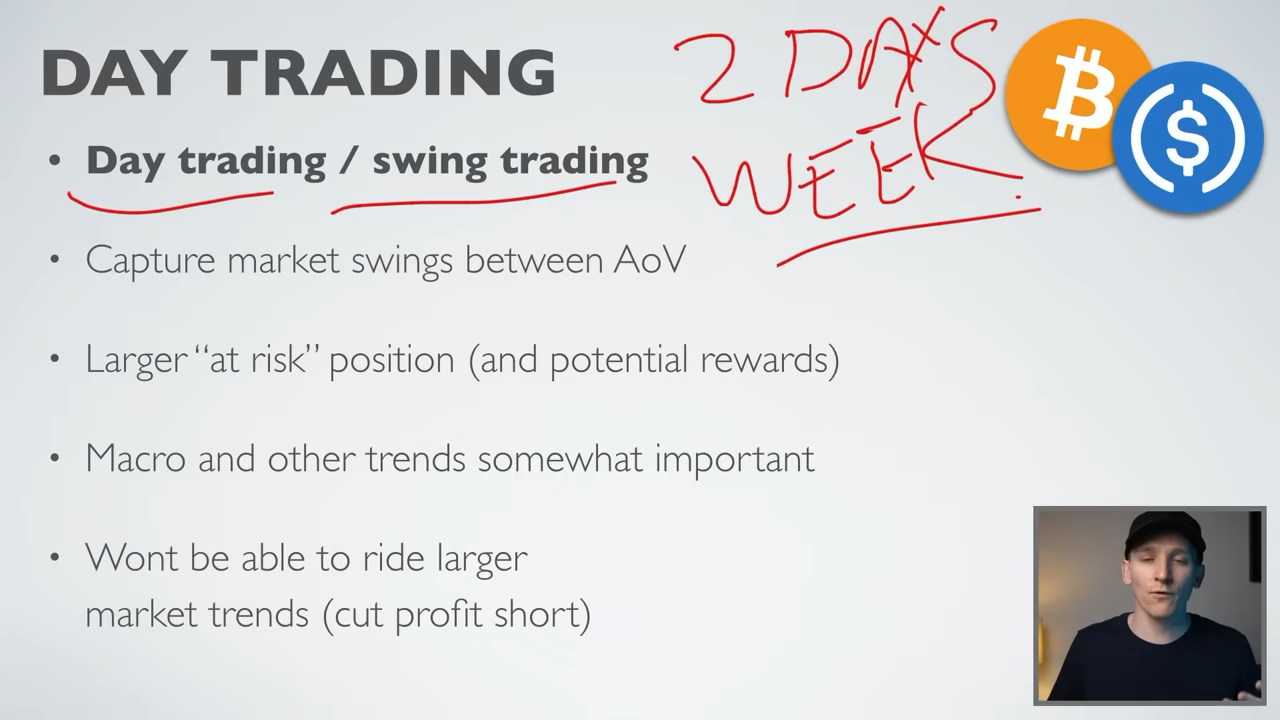 DAY TRADING
2 DAYS
WEEK.
• Day trading / swing trading
• Capture market swings between AoV
• Larger “at risk” position (and potential rewards)
• Macro and other trends somewhat important
• Wont be able to ride larger
market trends (cut profit short)